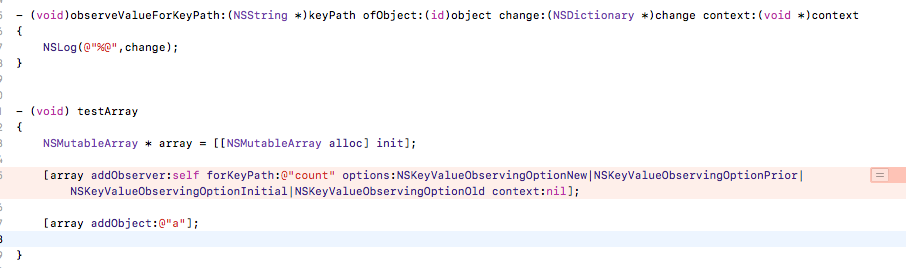 - (void)observeValueForKeyPath:(NSString *)keyPath ofObject:(id)object change:(NSDictionary *)change context:(void *)context
{
NSLog(@"%@",change);
}
- (void) testArray
{
NSMutableArray * array = [[NSMutableArray alloc] init];
[array addObserver:self forKeyPath:@"count" options:NSKeyValueObservingOptionNew|NSKeyValueObservingOptionPrior|
NSKeyValueObservingOptionInitial|NSKeyValueObservingOptionOld context:nil];
[array addObject:@"a"];
}